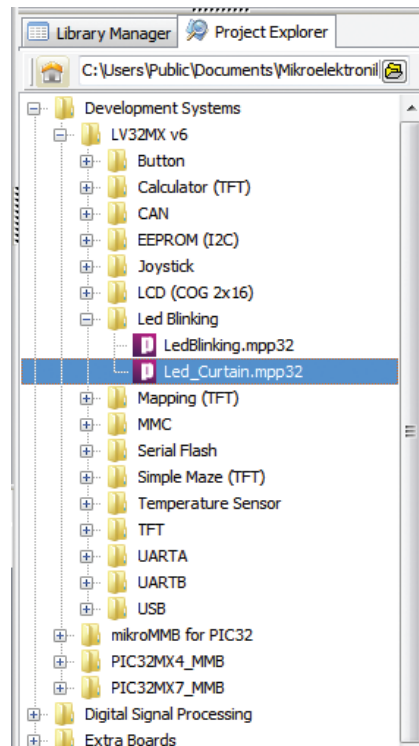 Library Manager Project Explorer
C:\Users\Public\Documents\Mikroelektronil
Development Systems
LV32MX v6
Button
Calculator (TFT)
CAN
EEPROM (I2C)
Joystick
LCD (COG 2x16)
Led Blinking
LedBlinking.mpp32
Led_Curtain.mpp32
Mapping (TFT)
MMC
Serial Flash
Simple Maze (TFT)
Temperature Sensor
TFT
UARTA
UARTB
USB
mikroMMB for PIC32
PIC32MX4_MMB
PIC32MX7_MMB
Digital Signal Processing
Extra Boards